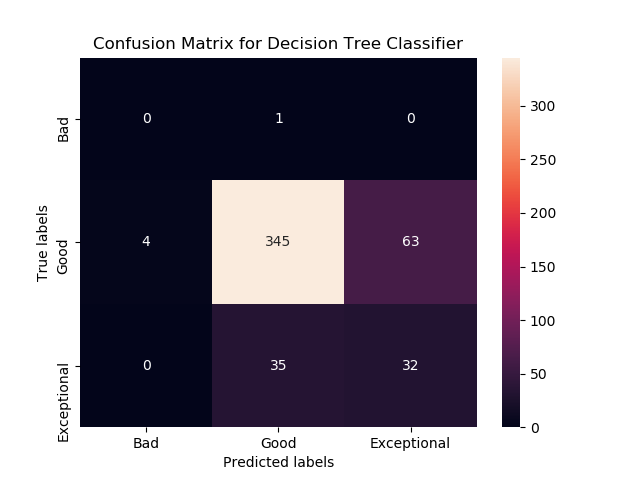 Confusion Matrix for Decision Tree Classifier
True labels
Bad
0 1 0
Good
4 345 63
Exceptional
0 35 32
Bad Good Exceptional
Predicted labels
300
250
200
150
100
50
0